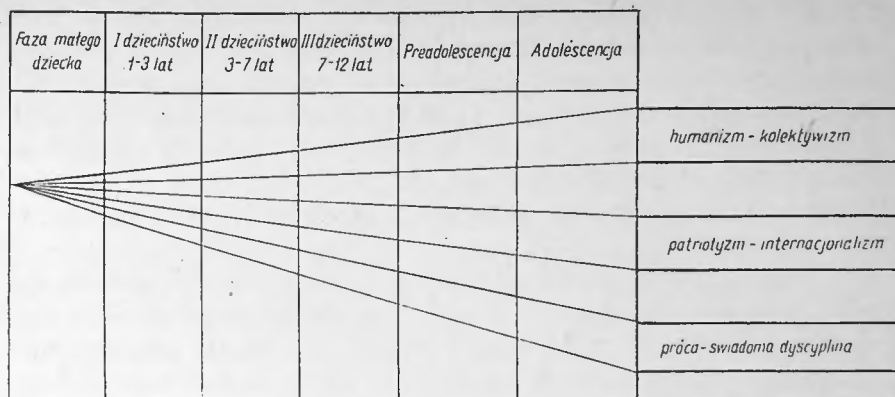 Faza małego
dziecka
I dzieciństwo
1-3 lat
II dzieciństwo
3-7 lat
III dzieciństwo
7-12 lat
Preadolescencja
Adolescencja
humanizm - kolektywizm
patriotyzm - internacjonalizm
praca - świadoma dyscyplina